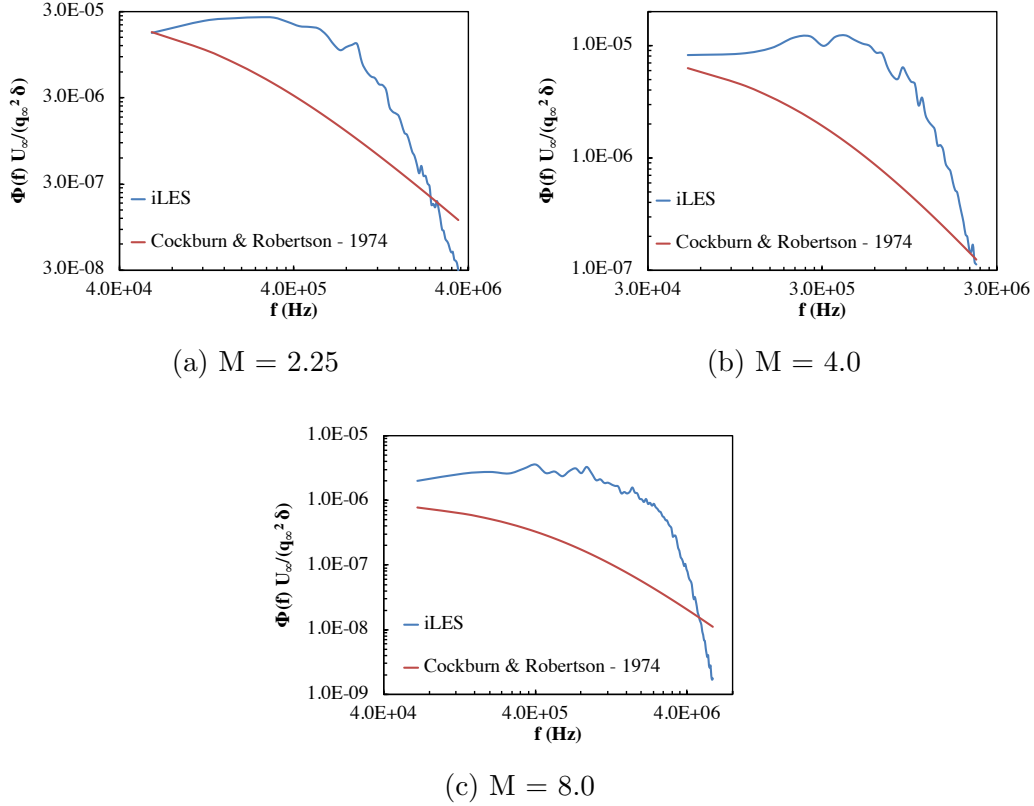 3.0E-05
3.0E-06
3.0E-07
3.0E-08
Φ(f) U∞/(q∞² δ)
iLES
Cockburn & Robertson - 1974
4.0E+04 4.0E+05 4.0E+06
f (Hz)
(a) M = 2.25
1.0E-05
1.0E-06
1.0E-07
Φ(f) U∞/(q∞² δ)
iLES
Cockburn & Robertson - 1974
3.0E+04 3.0E+05 3.0E+06
f (Hz)
(b) M = 4.0
1.0E-05
1.0E-06
1.0E-07
1.0E-08
1.0E-09
Φ(f) U∞/(q∞² δ)
iLES
Cockburn & Robertson - 1974
4.0E+04 4.0E+05 4.0E+06
f (Hz)
(c) M = 8.0